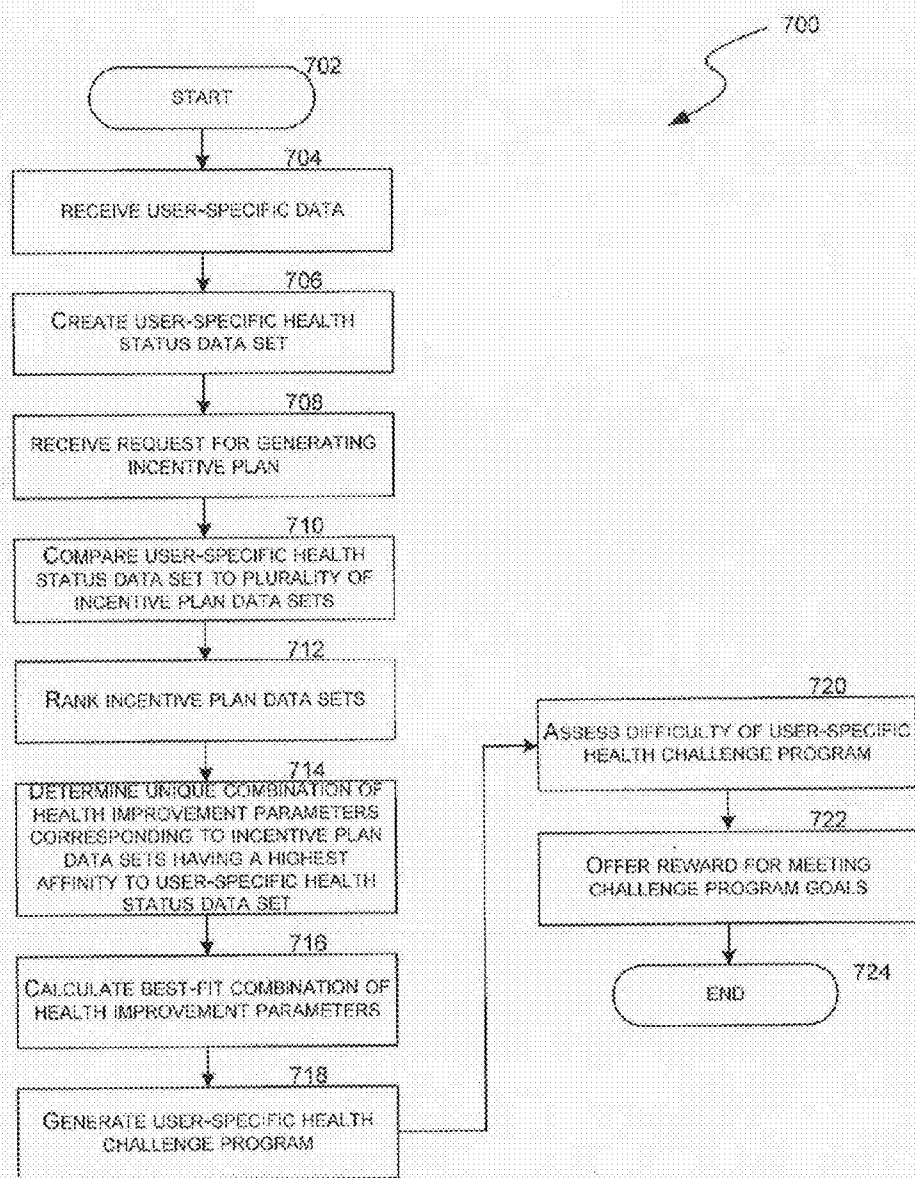 700
702
START
704
RECEIVE USER-SPECIFIC DATA
706
CREATE USER-SPECIFIC HEALTH
STATUS DATA SET
708
RECEIVE REQUEST FOR GENERATING
INCENTIVE PLAN
710
COMPARE USER-SPECIFIC HEALTH
STATUS DATA SET TO PLURALITY OF
INCENTIVE PLAN DATA SETS
712
RANK INCENTIVE PLAN DATA SETS
714
DETERMINE UNIQUE COMBINATION OF
HEALTH IMPROVEMENT PARAMETERS
CORRESPONDING TO INCENTIVE PLAN
DATA SETS HAVING A HIGHEST
AFFINITY TO USER-SPECIFIC HEALTH
STATUS DATA SET
716
CALCULATE BEST-FIT COMBINATION OF
HEALTH IMPROVEMENT PARAMETERS
718
GENERATE USER-SPECIFIC HEALTH
CHALLENGE PROGRAM
720
ASSESS DIFFICULTY OF USER-SPECIFIC
HEALTH CHALLENGE PROGRAM
722
OFFER REWARD FOR MEETING
CHALLENGE PROGRAM GOALS
724
END